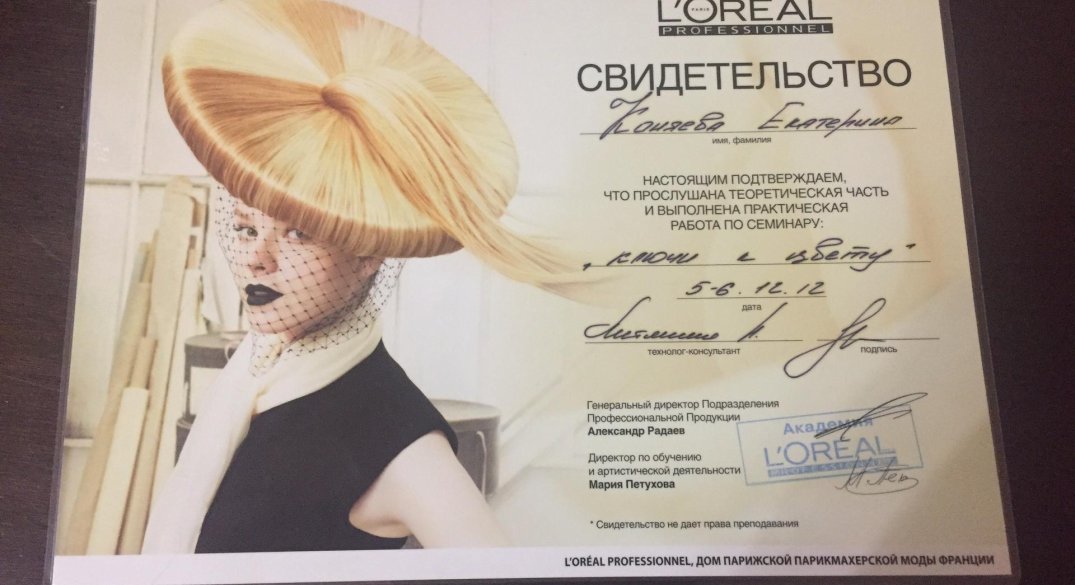 L'ORÉAL
PARIS
PROFESSIONNEL
СВИДЕТЕЛЬСТВО
Коняева Екатерина
имя, фамилия
НАСТОЯЩИМ ПОДТВЕРЖДАЕМ,
ЧТО ПРОСЛУШАНА ТЕОРЕТИЧЕСКАЯ ЧАСТЬ
И ВЫПОЛНЕНА ПРАКТИЧЕСКАЯ
РАБОТА ПО СЕМИНАРУ:
„ключи к цвету"
5-6.12.12
дата
технолог-консультант
подпись
Генеральный директор Подразделения
Профессиональной Продукции
Александр Радаев
Директор по обучению
и артистической деятельности
Мария Петухова
Академия
L'ORÉAL
PROFESSIONNEL
* Свидетельство не дает права преподавания
L'ORÉAL PROFESSIONNEL, ДОМ ПАРИЖСКОЙ ПАРИКМАХЕРСКОЙ МОДЫ ФРАНЦИИ